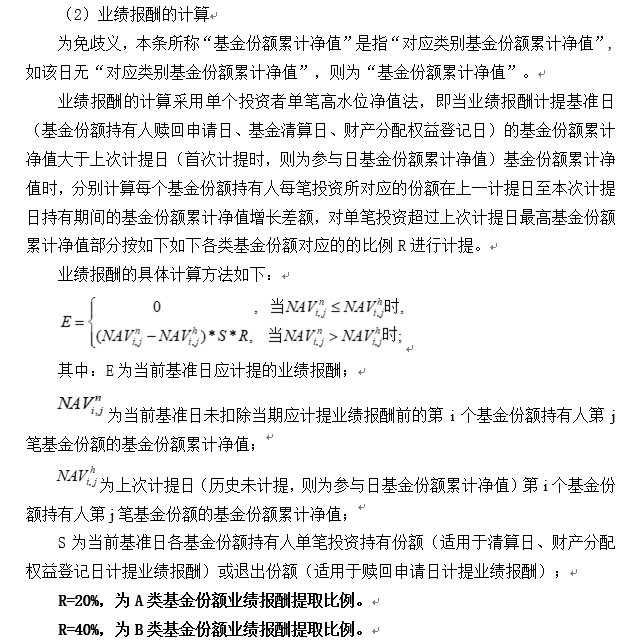 （2）业绩报酬的计算
为免歧义，本条所称“基金份额累计净值”是指“对应类别基金份额累计净值”，
如该日无“对应类别基金份额累计净值”，则为“基金份额累计净值”。
业绩报酬的计算采用单个投资者单笔高水位净值法，即当业绩报酬计提基准日
（基金份额持有人赎回申请日、基金清算日、财产分配权益登记日）的基金份额累计
净值大于上次计提日（首次计提时，则为参与日基金份额累计净值）基金份额累计净
值时，分别计算每个基金份额持有人每笔投资所对应的份额在上一计提日至本次计提
日持有期间的基金份额累计净值增长差额，对单笔投资超过上次计提日最高基金份额
累计净值部分按如下如下各类基金份额对应的的比例 R 进行计提。
业绩报酬的具体计算方法如下：
E = { 0 , 当 NAV^n_{i,j} ≤ NAV^h_{i,j} 时,
(NAV^n_{i,j} − NAV^h_{i,j})*S*R, 当 NAV^n_{i,j} > NAV^h_{i,j} 时;
其中：E 为当前基准日应计提的业绩报酬；
NAV^n_{i,j} 为当前基准日未扣除当期应计提业绩报酬前的第 i 个基金份额持有人第 j
笔基金份额的基金份额累计净值；
NAV^h_{i,j} 为上次计提日（历史未计提，则为参与日基金份额累计净值）第 i 个基金份
额持有人第 j 笔基金份额的基金份额累计净值；
S 为当前基准日各基金份额持有人单笔投资持有份额（适用于清算日、财产分配
权益登记日计提业绩报酬）或退出份额（适用于赎回申请日计提业绩报酬）；
R=20%，为 A 类基金份额业绩报酬提取比例。
R=40%，为 B 类基金份额业绩报酬提取比例。